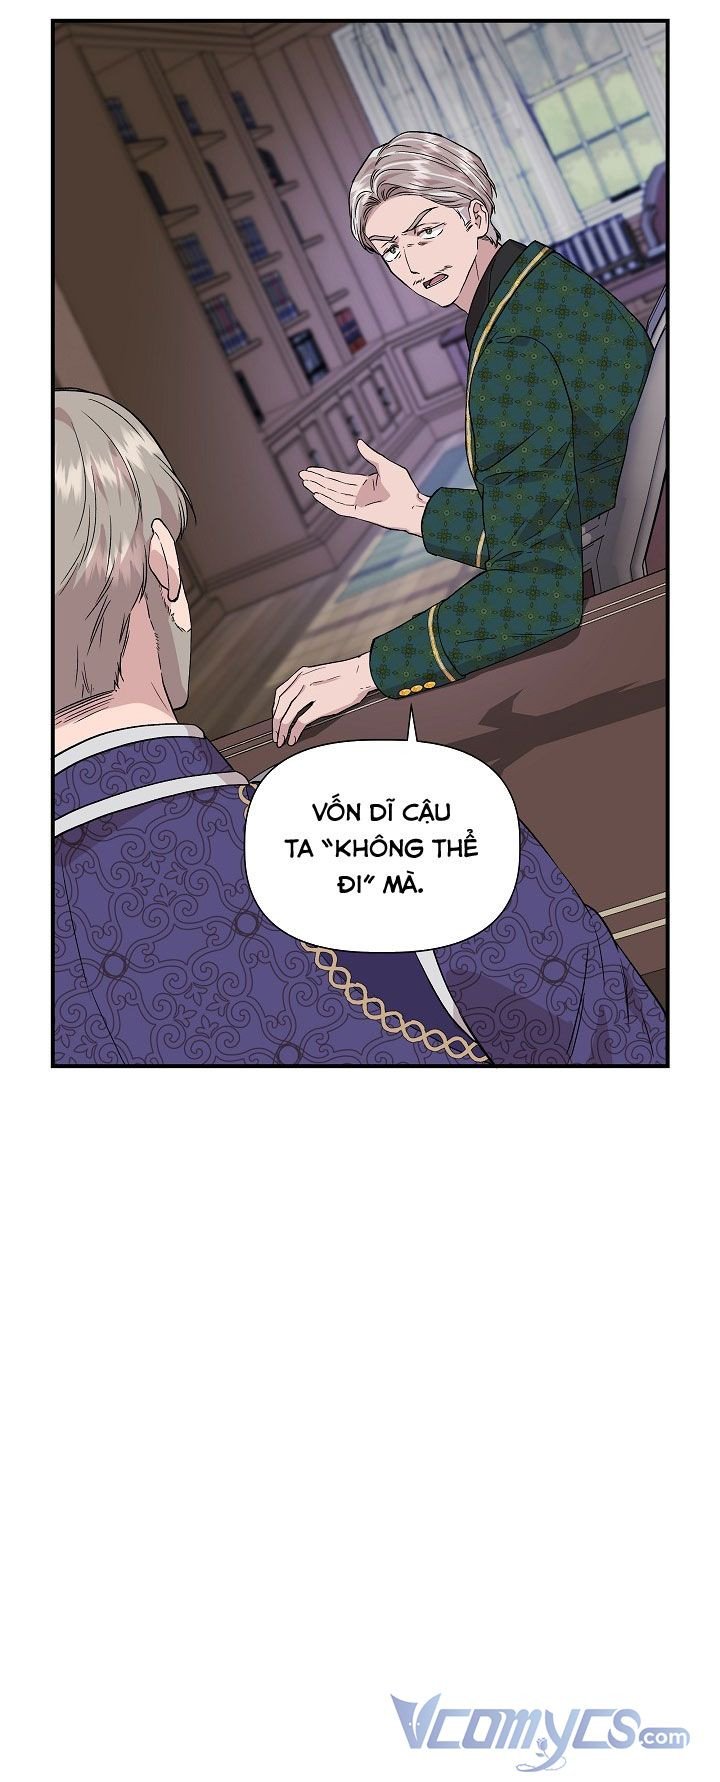 VỐN DĨ CẬU
TA "KHÔNG THỂ
ĐI" MÀ.
VCOMYCS.com